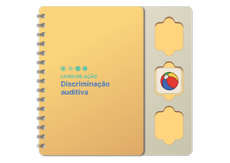 LIVRO DE AÇÃO
Discriminação
auditiva